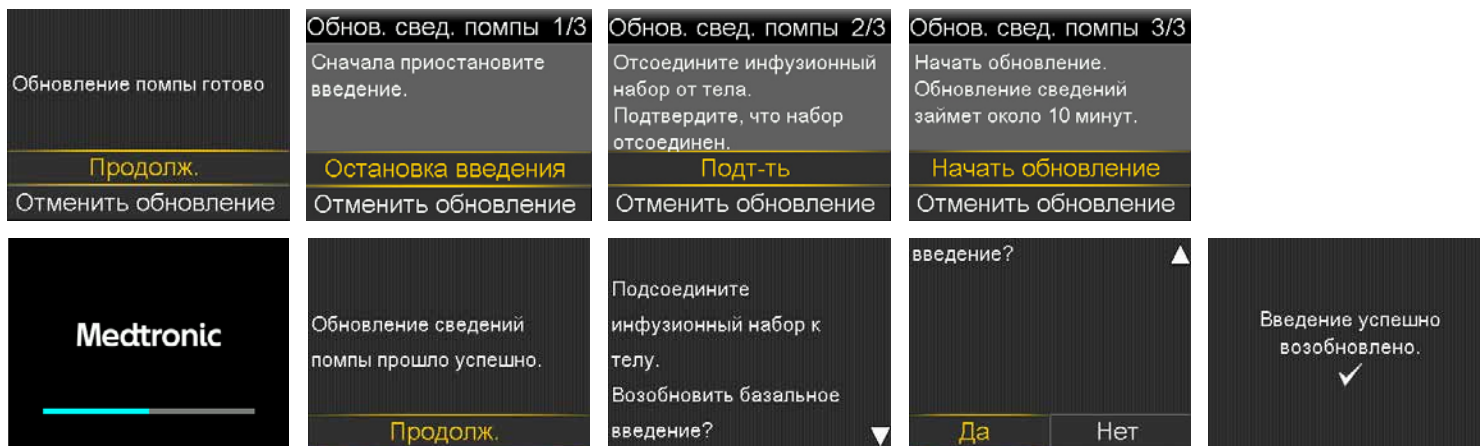 Обновление помпы готово
Продолж.
Отменить обновление
Обнов. свед. помпы 1/3
Сначала приостановите
введение.
Остановка введения
Отменить обновление
Обнов. свед. помпы 2/3
Отсоедините инфузионный
набор от тела.
Подтвердите, что набор
отсоединен.
Подт-ть
Отменить обновление
Обнов. свед. помпы 3/3
Начать обновление.
Обновление сведений
займет около 10 минут.
Начать обновление
Отменить обновление
Medtronic
Обновление сведений
помпы прошло успешно.
Продолж.
Подсоедините
инфузионный набор к
телу.
Возобновить базальное
введение?
введение?
Да
Нет
Введение успешно
возобновлено.